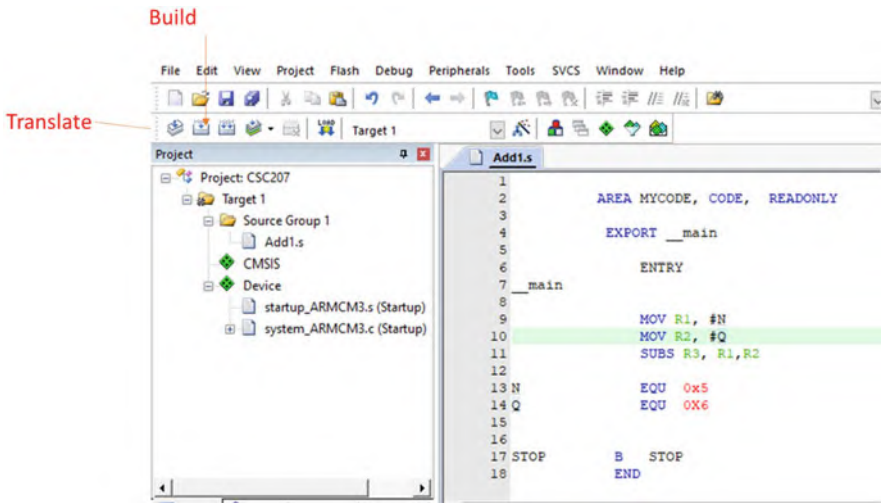 Build
Translate
File Edit View Project Flash Debug Peripherals Tools SVCS Window Help
LOAD
Target 1
Project
Project: CSC207
Target 1
Source Group 1
Add1.s
CMSIS
Device
startup_ARMCM3.s (Startup)
system_ARMCM3.c (Startup)
Add1.s
1
2 AREA MYCODE, CODE, READONLY
3
4 EXPORT __main
5
6 ENTRY
7 __main
8
9 MOV R1, #N
10 MOV R2, #Q
11 SUBS R3, R1,R2
12
13 N EQU 0x5
14 Q EQU 0X6
15
16
17 STOP B STOP
18 END